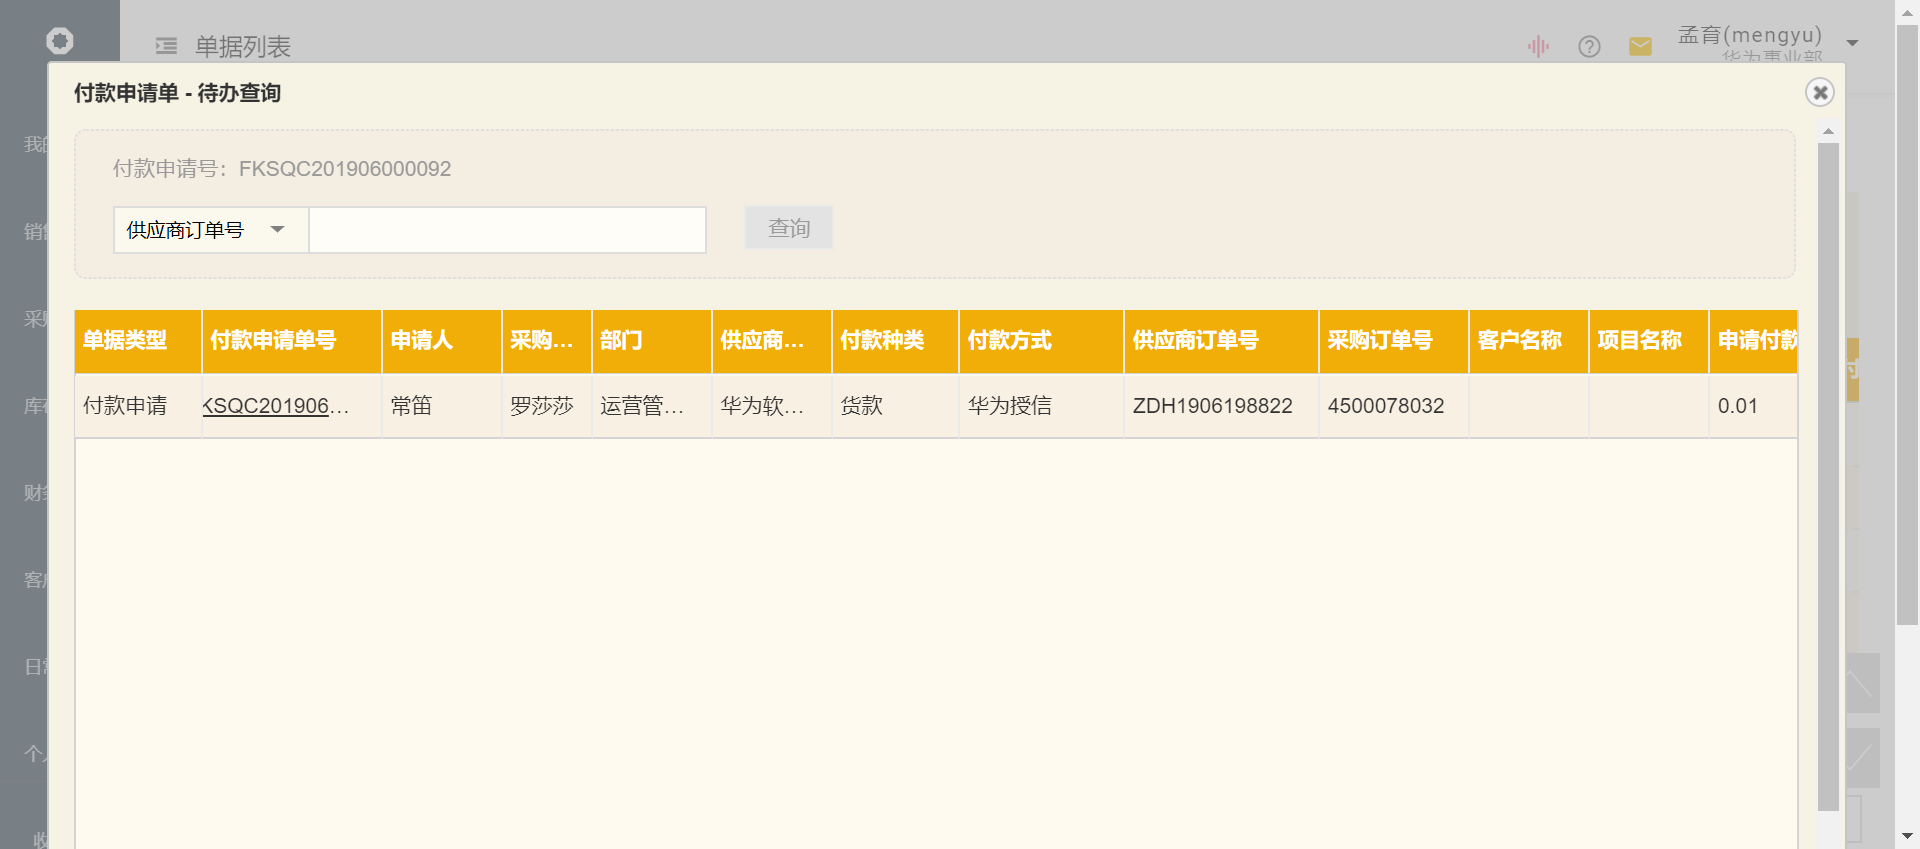 单据列表
孟育(mengyu)
华为事业部
付款申请单 - 待办查询
付款申请号：FKSQC201906000092
供应商订单号
查询
单据类型 付款申请单号 申请人 采购... 部门 供应商... 付款种类 付款方式 供应商订单号 采购订单号 客户名称 项目名称 申请付款
付款申请 KSQC201906... 常笛 罗莎莎 运营管... 华为软... 货款 华为授信 ZDH1906198822 4500078032 0.01
我
销
采
库
财
客
日
个
收